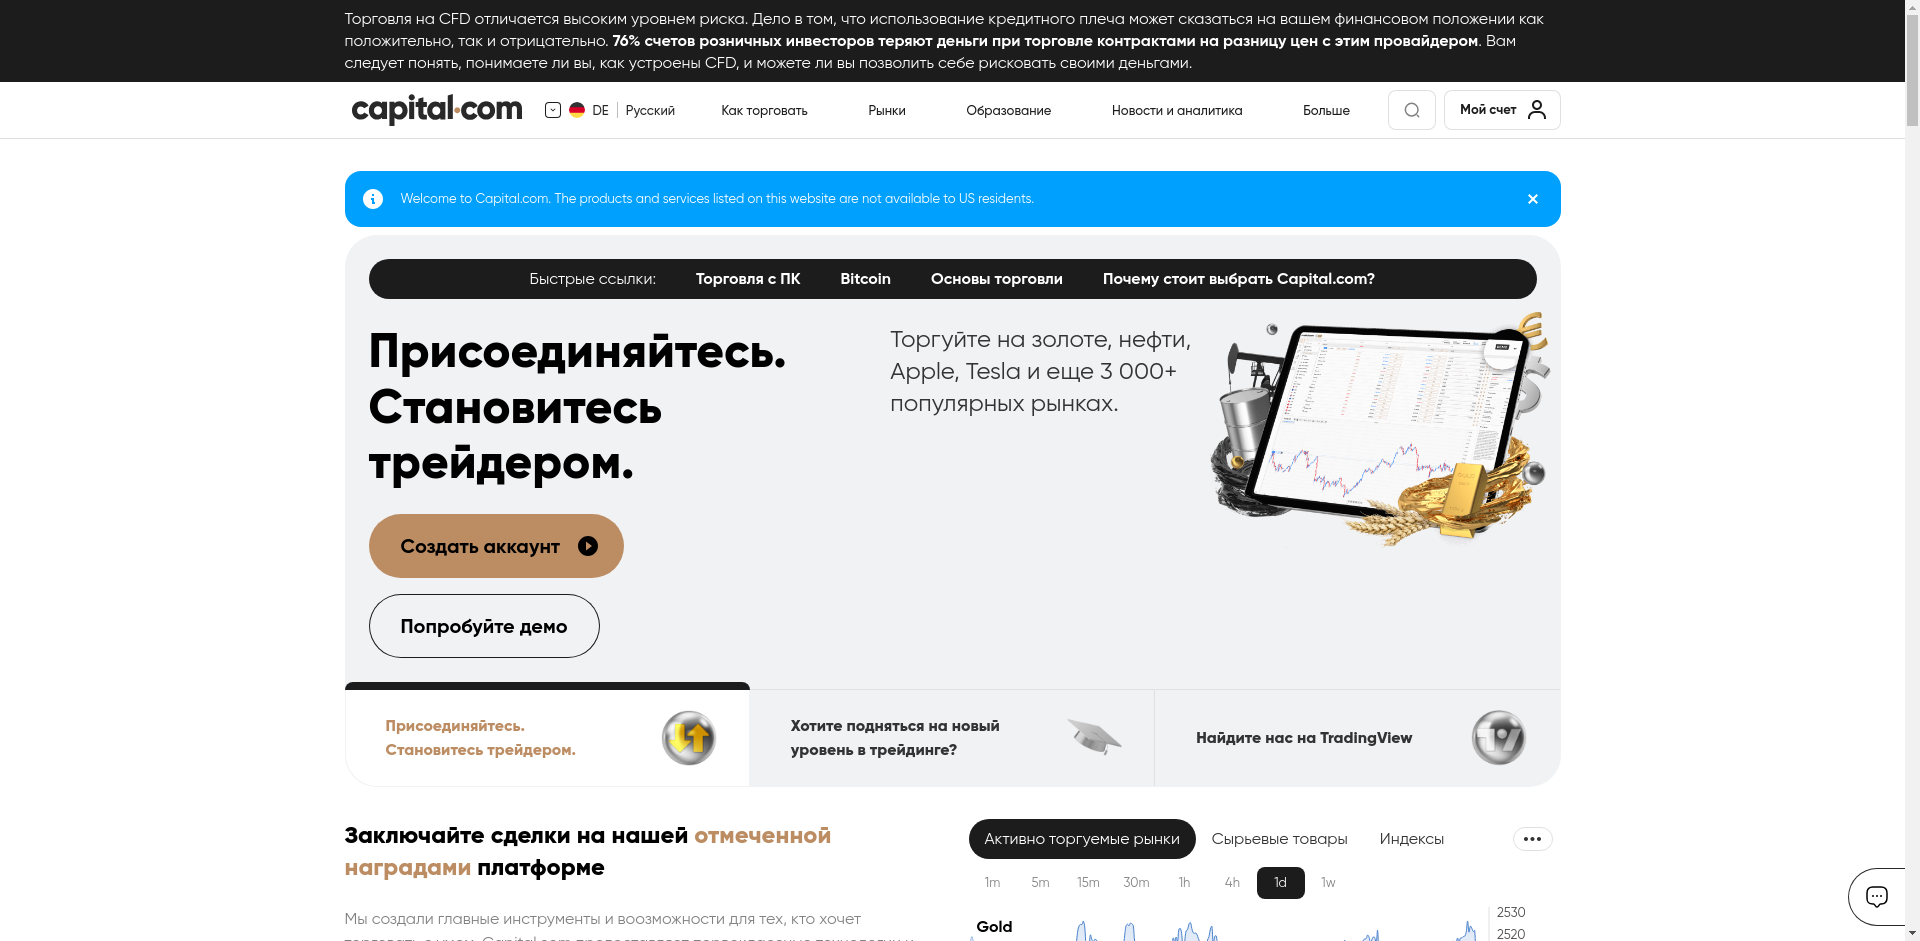 Торговля на CFD отличается высоким уровнем риска. Дело в том, что использование кредитного плеча может сказаться на вашем финансовом положении как
положительно, так и отрицательно. 76% счетов розничных инвесторов теряют деньги при торговле контрактами на разницу цен с этим провайдером. Вам
следует понять, понимаете ли вы, как устроены CFD, и можете ли вы позволить себе рисковать своими деньгами.
capital.com
DE
Русский
Как торговать
Рынки
Образование
Новости и аналитика
Больше
Мой счет
Welcome to Capital.com. The products and services listed on this website are not available to US residents.
Быстрые ссылки:
Торговля с ПК
Bitcoin
Основы торговли
Почему стоит выбрать Capital.com?
Присоединяйтесь.
Становитесь
трейдером.
Торгуйте на золоте, нефти,
Apple, Tesla и еще 3 000+
популярных рынках.
Создать аккаунт
Попробуйте демо
Присоединяйтесь.
Становитесь трейдером.
Хотите подняться на новый
уровень в трейдинге?
Найдите нас на TradingView
Заключайте сделки на нашей отмеченной
наградами платформе
Мы создали главные инструменты и воозможности для тех, кто хочет
Активно торгуемые рынки
Сырьевые товары
Индексы
1m
5m
15m
30m
1h
4h
1d
1w
Gold
2530
2520